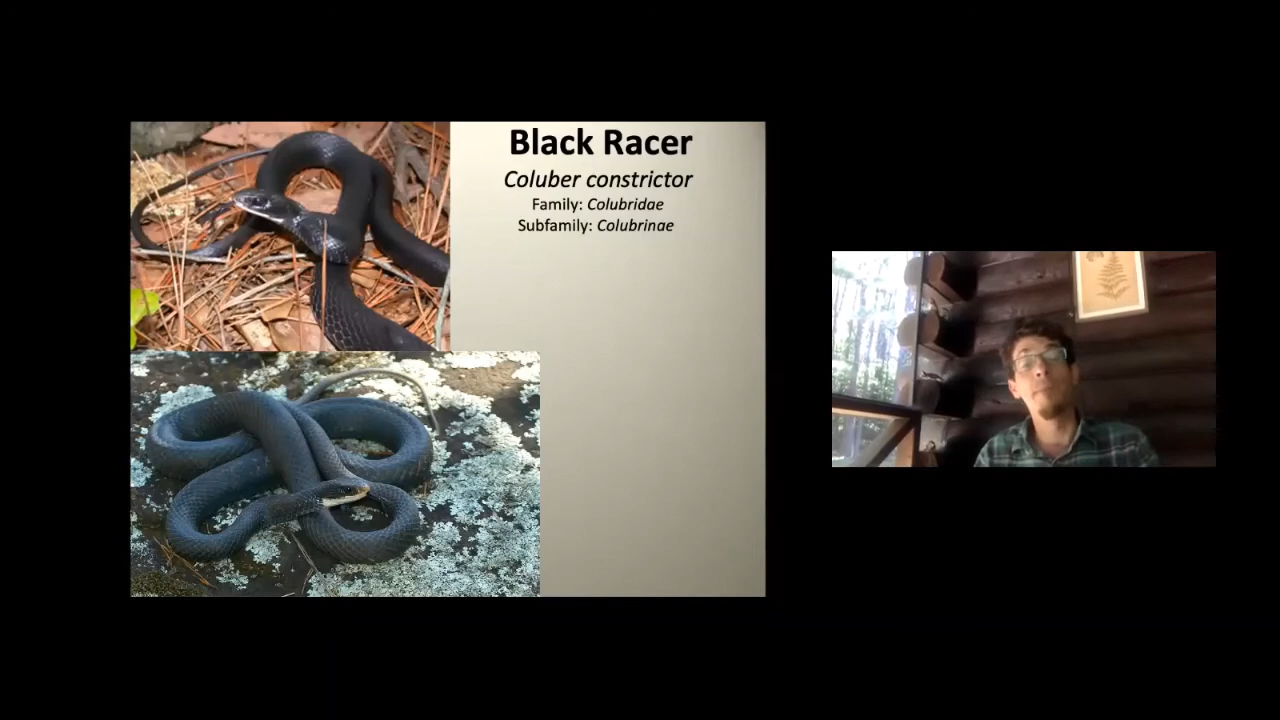 Black Racer
Coluber constrictor
Family: Colubridae
Subfamily: Colubrinae